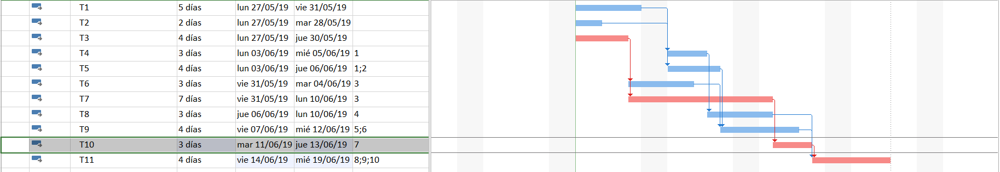 T1 5 días lun 27/05/19 vie 31/05/19
T2 2 días lun 27/05/19 mar 28/05/19
T3 4 días lun 27/05/19 jue 30/05/19
T4 3 días lun 03/06/19 mié 05/06/19 1
T5 4 días lun 03/06/19 jue 06/06/19 1;2
T6 3 días vie 31/05/19 mar 04/06/19 3
T7 7 días vie 31/05/19 lun 10/06/19 3
T8 3 días jue 06/06/19 lun 10/06/19 4
T9 4 días vie 07/06/19 mié 12/06/19 5;6
T10 3 días mar 11/06/19 jue 13/06/19 7
T11 4 días vie 14/06/19 mié 19/06/19 8;9;10